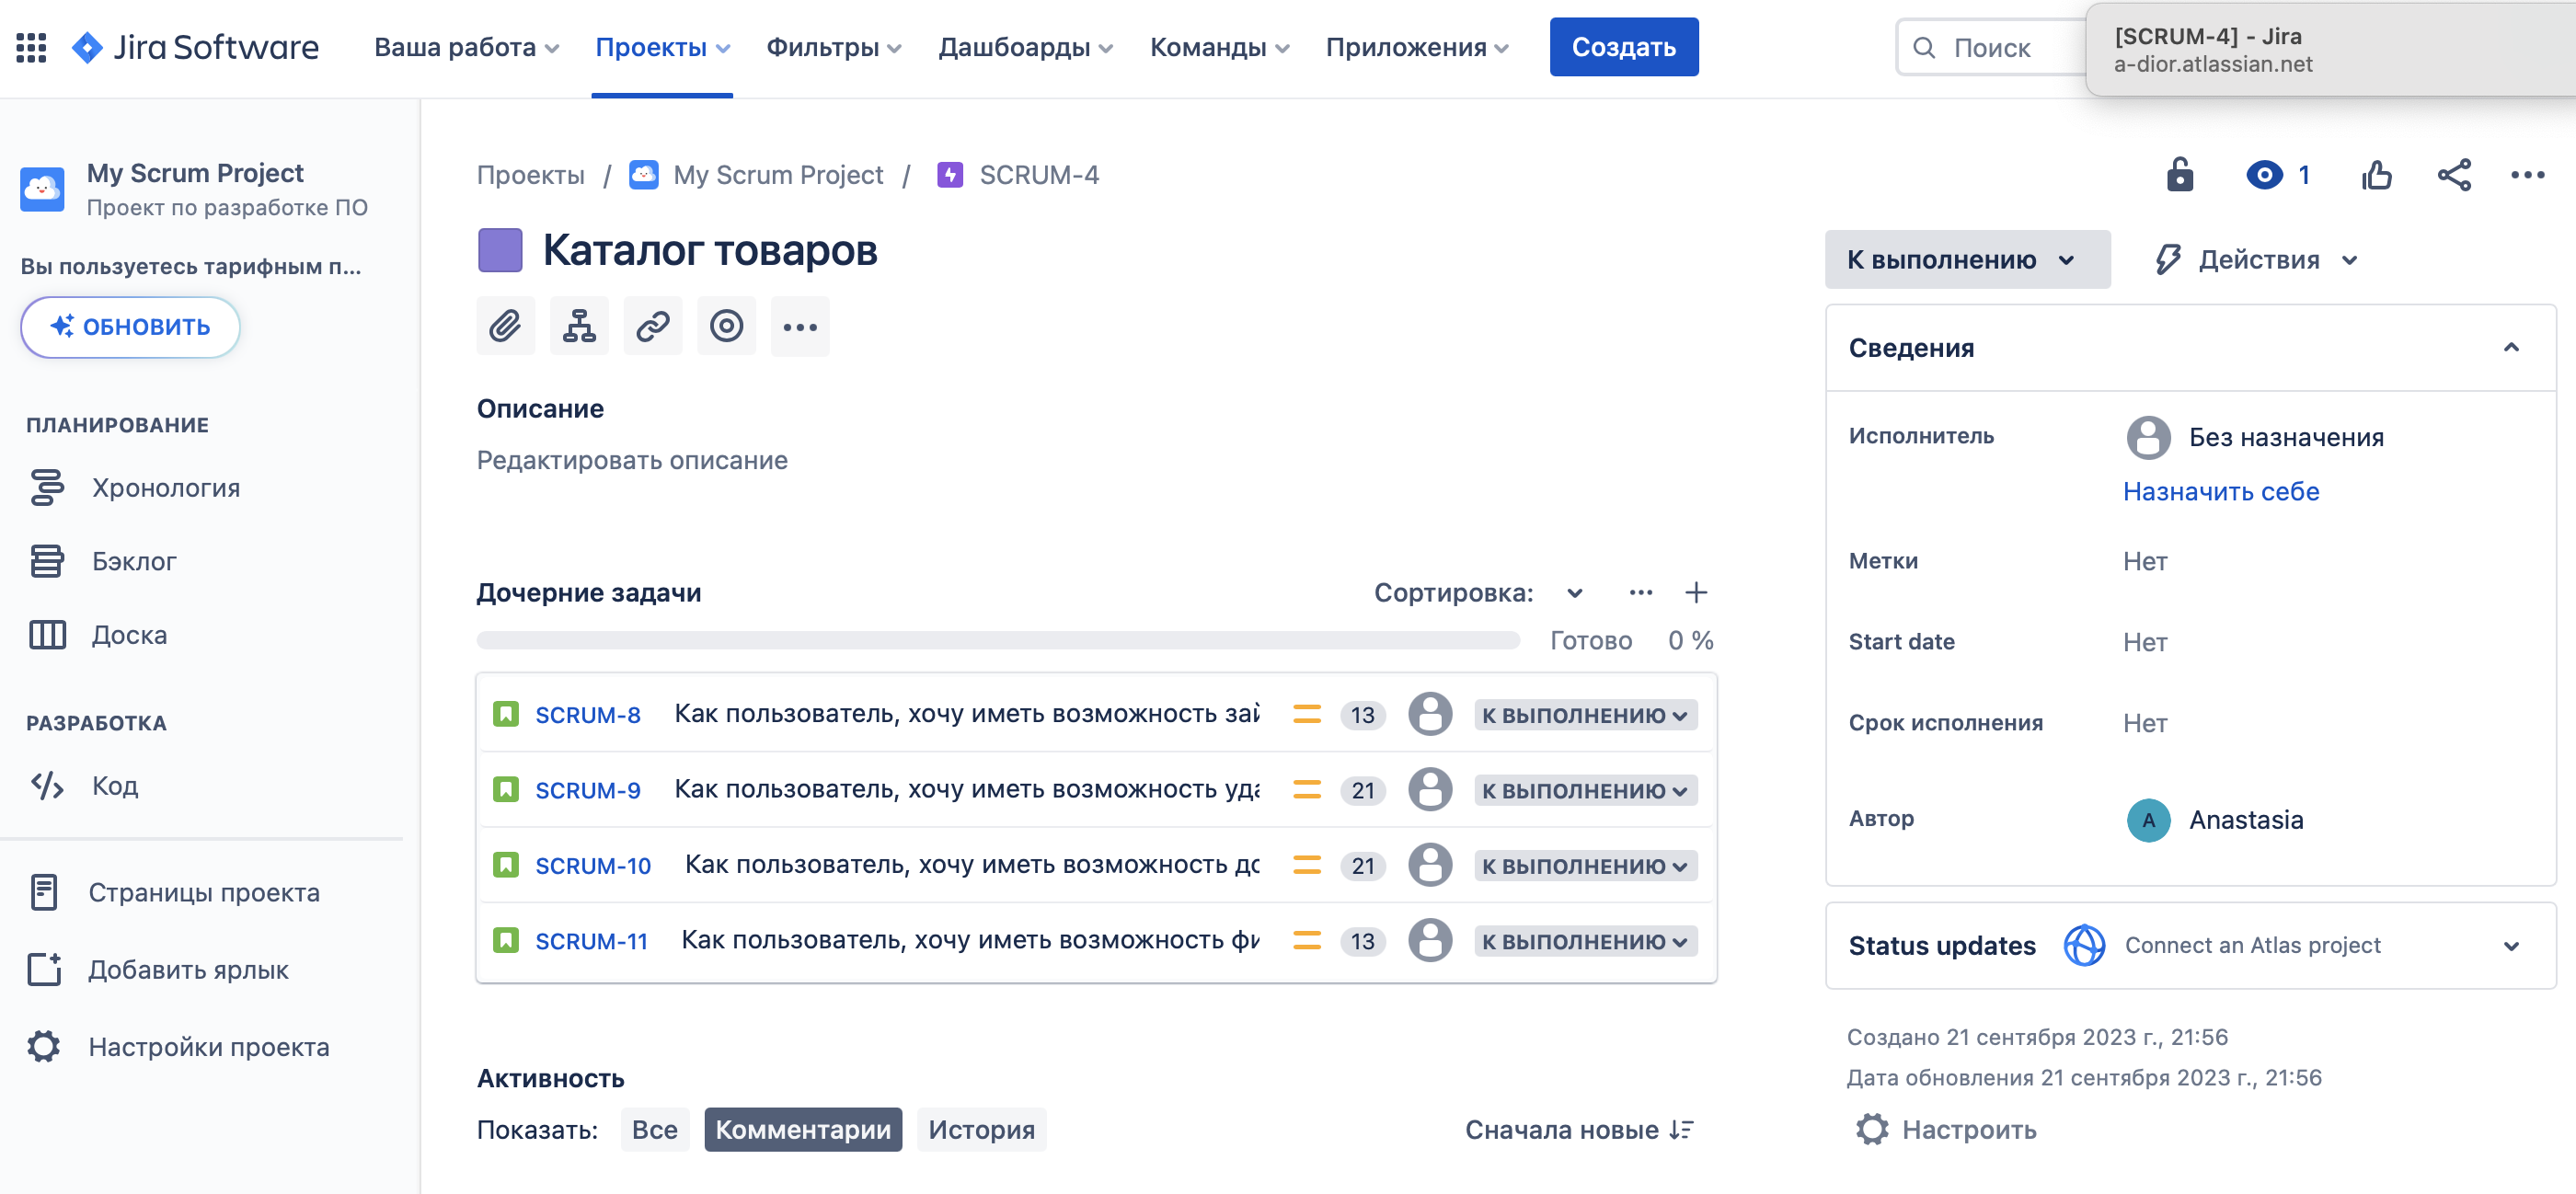 Jira Software
Ваша работа
Проекты
Фильтры
Дашбоарды
Команды
Приложения
Создать
Поиск
[SCRUM-4] - Jira
a-dior.atlassian.net
My Scrum Project
Проект по разработке ПО
Вы пользуетесь тарифным п...
ОБНОВИТЬ
ПЛАНИРОВАНИЕ
Хронология
Бэклог
Доска
РАЗРАБОТКА
Код
Страницы проекта
Добавить ярлык
Настройки проекта
Проекты / My Scrum Project / SCRUM-4
1
Каталог товаров
Описание
Редактировать описание
Дочерние задачи
Сортировка:
Готово 0 %
SCRUM-8 Как пользователь, хочу иметь возможность зай 13 К ВЫПОЛНЕНИЮ
SCRUM-9 Как пользователь, хочу иметь возможность уда 21 К ВЫПОЛНЕНИЮ
SCRUM-10 Как пользователь, хочу иметь возможность до 21 К ВЫПОЛНЕНИЮ
SCRUM-11 Как пользователь, хочу иметь возможность фи 13 К ВЫПОЛНЕНИЮ
Активность
Показать: Все Комментарии История
Сначала новые
К выполнению
Действия
Сведения
Исполнитель
Без назначения
Назначить себе
Метки
Нет
Start date
Нет
Срок исполнения
Нет
Автор
A Anastasia
Status updates
Connect an Atlas project
Создано 21 сентября 2023 г., 21:56
Дата обновления 21 сентября 2023 г., 21:56
Настроить